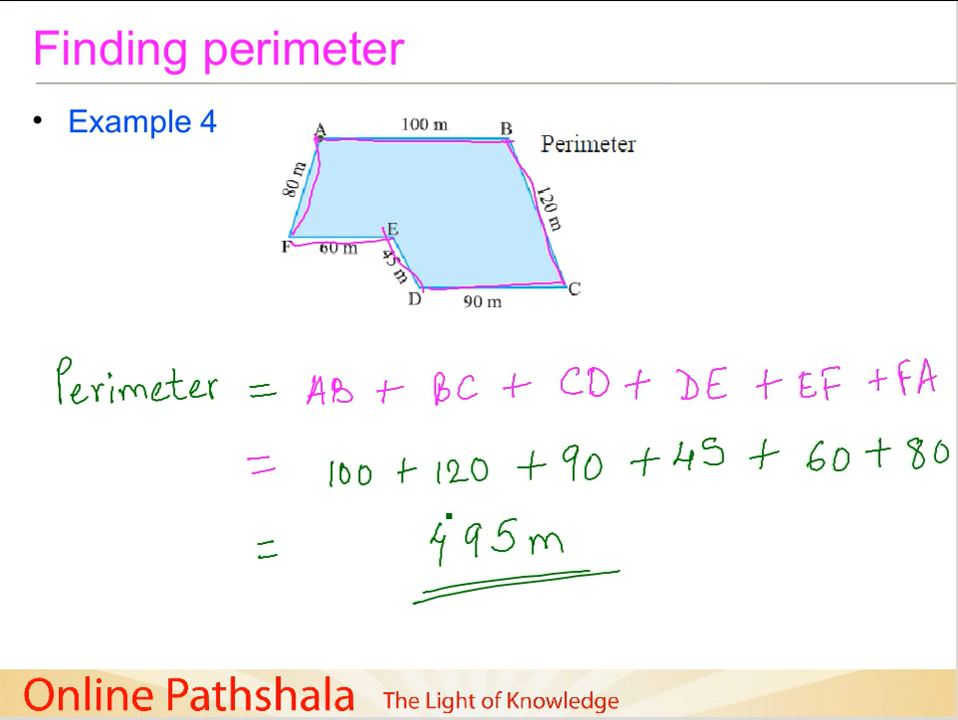 Finding perimeter
• Example 4
A 100 m B Perimeter
80 m 120 m
F 60 m E
45 m
D 90 m C
Perimeter = AB + BC + CD + DE + EF + FA
= 100 + 120 + 90 + 45 + 60 + 80
= 495 m
Online Pathshala The Light of Knowledge